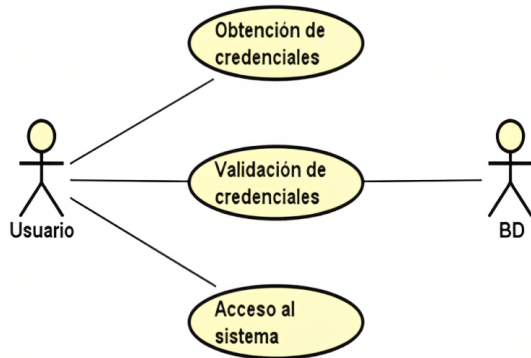 Obtención de
credenciales
Validación de
credenciales
Usuario
BD
Acceso al
sistema